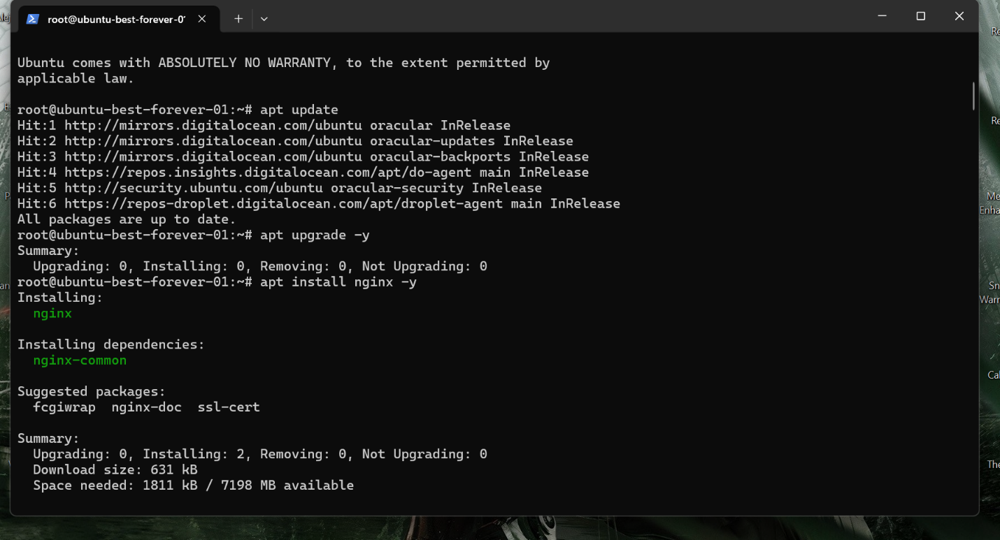 root@ubuntu-best-forever-01
Ubuntu comes with ABSOLUTELY NO WARRANTY, to the extent permitted by
applicable law.
root@ubuntu-best-forever-01:~# apt update
Hit:1 http://mirrors.digitalocean.com/ubuntu oracular InRelease
Hit:2 http://mirrors.digitalocean.com/ubuntu oracular-updates InRelease
Hit:3 http://mirrors.digitalocean.com/ubuntu oracular-backports InRelease
Hit:4 https://repos.insights.digitalocean.com/apt/do-agent main InRelease
Hit:5 http://security.ubuntu.com/ubuntu oracular-security InRelease
Hit:6 https://repos-droplet.digitalocean.com/apt/droplet-agent main InRelease
All packages are up to date.
root@ubuntu-best-forever-01:~# apt upgrade -y
Summary:
  Upgrading: 0, Installing: 0, Removing: 0, Not Upgrading: 0
root@ubuntu-best-forever-01:~# apt install nginx -y
Installing:
  nginx
Installing dependencies:
  nginx-common
Suggested packages:
  fcgiwrap  nginx-doc  ssl-cert
Summary:
  Upgrading: 0, Installing: 2, Removing: 0, Not Upgrading: 0
  Download size: 631 kB
  Space needed: 1811 kB / 7198 MB available